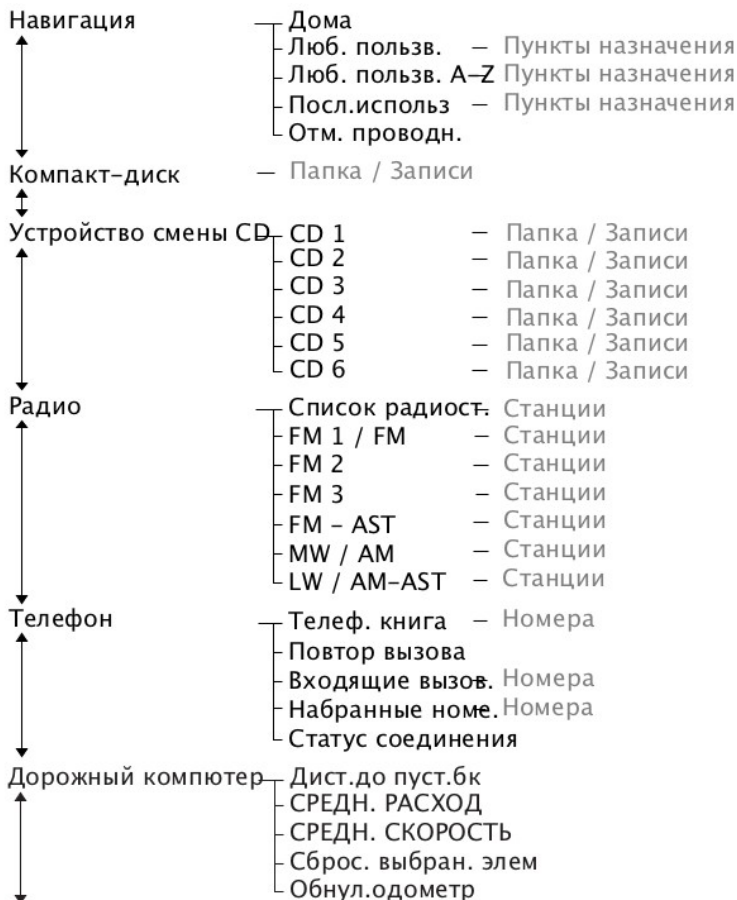 Навигация Дома
Люб. пользв. – Пункты назначения
Люб. пользв. A–Z Пункты назначения
Посл.использ – Пункты назначения
Отм. проводн.
Компакт–диск – Папка / Записи
Устройство смены CD CD 1 – Папка / Записи
CD 2 – Папка / Записи
CD 3 – Папка / Записи
CD 4 – Папка / Записи
CD 5 – Папка / Записи
CD 6 – Папка / Записи
Радио Список радиост. – Станции
FM 1 / FM – Станции
FM 2 – Станции
FM 3 – Станции
FM – AST – Станции
MW / AM – Станции
LW / AM–AST – Станции
Телефон Телеф. книга – Номера
Повтор вызова
Входящие вызов. – Номера
Набранные номе. – Номера
Статус соединения
Дорожный компютер Дист.до пуст.бк
СРЕДН. РАСХОД
СРЕДН. СКОРОСТЬ
Сброс. выбран. элем
Обнул.одометр